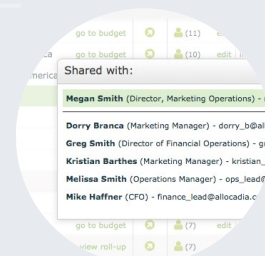 go to budget (11)
go to budget (10) edit
Shared with:
Megan Smith (Director, Marketing Operations) -
Dorry Branca (Marketing Manager) - dorry_b@al
Greg Smith (Director of Financial Operations) - g
Kristian Barthes (Marketing Manager) - kristian_
Melissa Smith (Operations Manager) - ops_lead@
Mike Haffner (CFO) - finance_lead@allocadia.c
go to budget (7) edit
view roll-up (7)